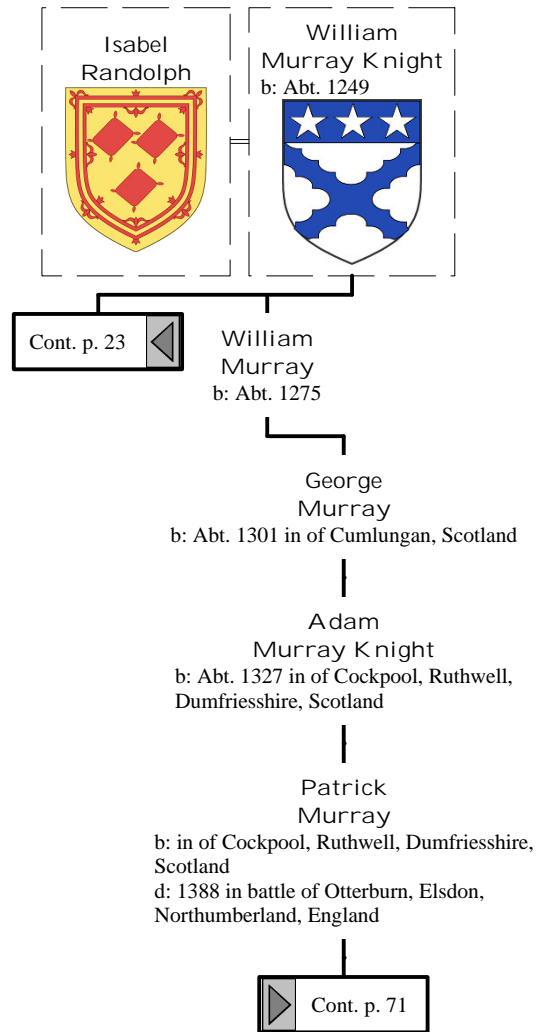 Isabel
Randolph
William
Murray Knight
b: Abt. 1249
Cont. p. 23
William
Murray
b: Abt. 1275
George
Murray
b: Abt. 1301 in of Cumlungan, Scotland
Adam
Murray Knight
b: Abt. 1327 in of Cockpool, Ruthwell,
Dumfriesshire, Scotland
Patrick
Murray
b: in of Cockpool, Ruthwell, Dumfriesshire,
Scotland
d: 1388 in battle of Otterburn, Elsdon,
Northumberland, England
Cont. p. 71